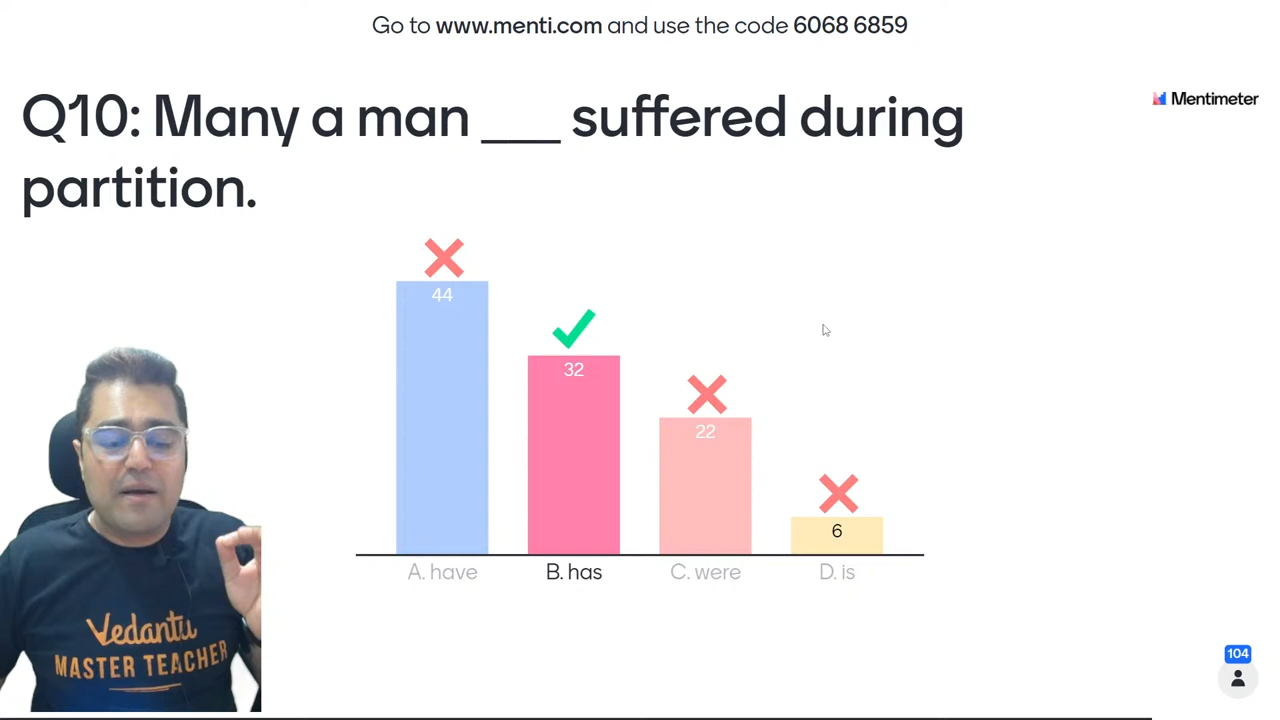 Go to www.menti.com and use the code 6068 6859
Mentimeter
Q10: Many a man ___ suffered during
partition.
44
32
22
6
A. have
B. has
C. were
D. is
Vedantu
MASTER TEACHER
104